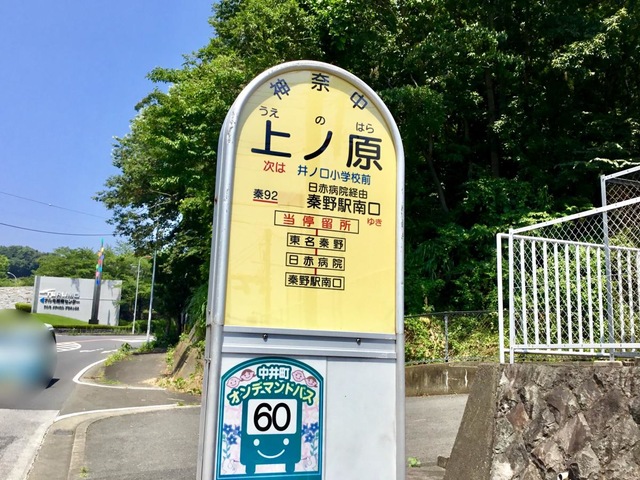 神奈中
うえ の はら
上ノ原
次は 井ノ口小学校前
日赤病院経由
秦92 秦野駅南口 ゆき
当停留所
東名秦野
日赤病院
秦野駅南口
中井町
オンデマンドバス
60